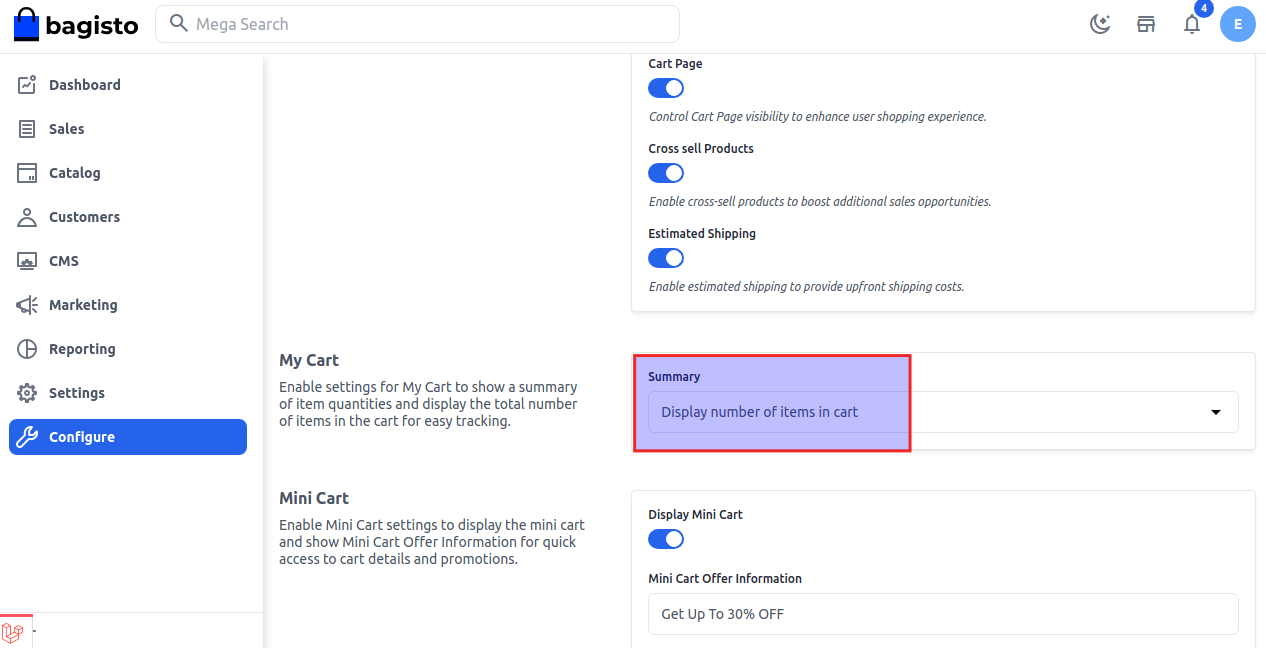 bagisto
Mega Search
4
E
Dashboard
Sales
Catalog
Customers
CMS
Marketing
Reporting
Settings
Configure
Cart Page
Control Cart Page visibility to enhance user shopping experience.
Cross sell Products
Enable cross-sell products to boost additional sales opportunities.
Estimated Shipping
Enable estimated shipping to provide upfront shipping costs.
My Cart
Enable settings for My Cart to show a summary
of item quantities and display the total number
of items in the cart for easy tracking.
Summary
Display number of items in cart
Mini Cart
Enable Mini Cart settings to display the mini cart
and show Mini Cart Offer Information for quick
access to cart details and promotions.
Display Mini Cart
Mini Cart Offer Information
Get Up To 30% OFF